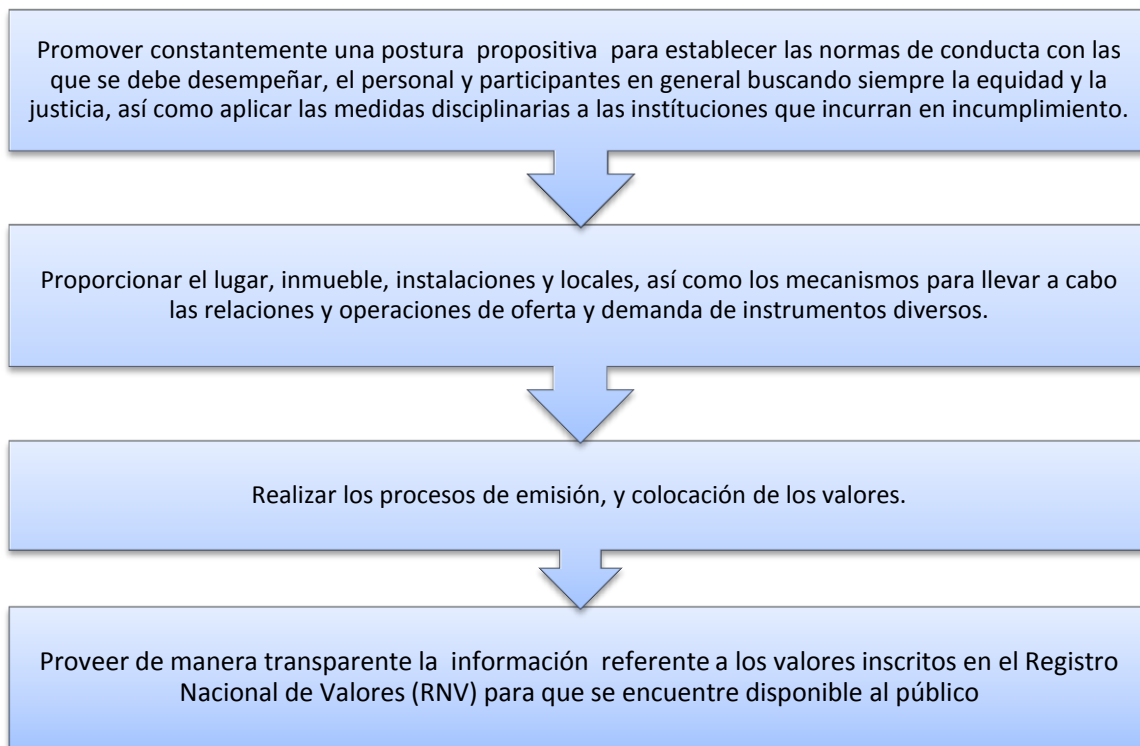 Promover constantemente una postura propositiva para establecer las normas de conducta con las
que se debe desempeñar, el personal y participantes en general buscando siempre la equidad y la
justicia, así como aplicar las medidas disciplinarias a las instítuciones que incurran en incumplimiento.
Proporcionar el lugar, inmueble, instalaciones y locales, así como los mecanismos para llevar a cabo
las relaciones y operaciones de oferta y demanda de instrumentos diversos.
Realizar los procesos de emisión, y colocación de los valores.
Proveer de manera transparente la información referente a los valores inscritos en el Registro
Nacional de Valores (RNV) para que se encuentre disponible al público